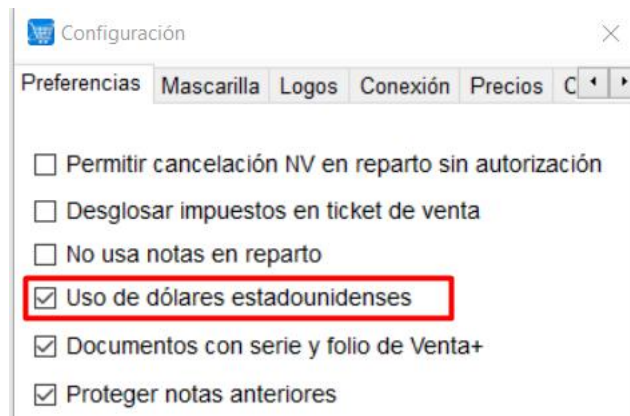 Configuración
Preferencias Mascarilla Logos Conexión Precios C
Permitir cancelación NV en reparto sin autorización
Desglosar impuestos en ticket de venta
No usa notas en reparto
Uso de dólares estadounidenses
Documentos con serie y folio de Venta+
Proteger notas anteriores